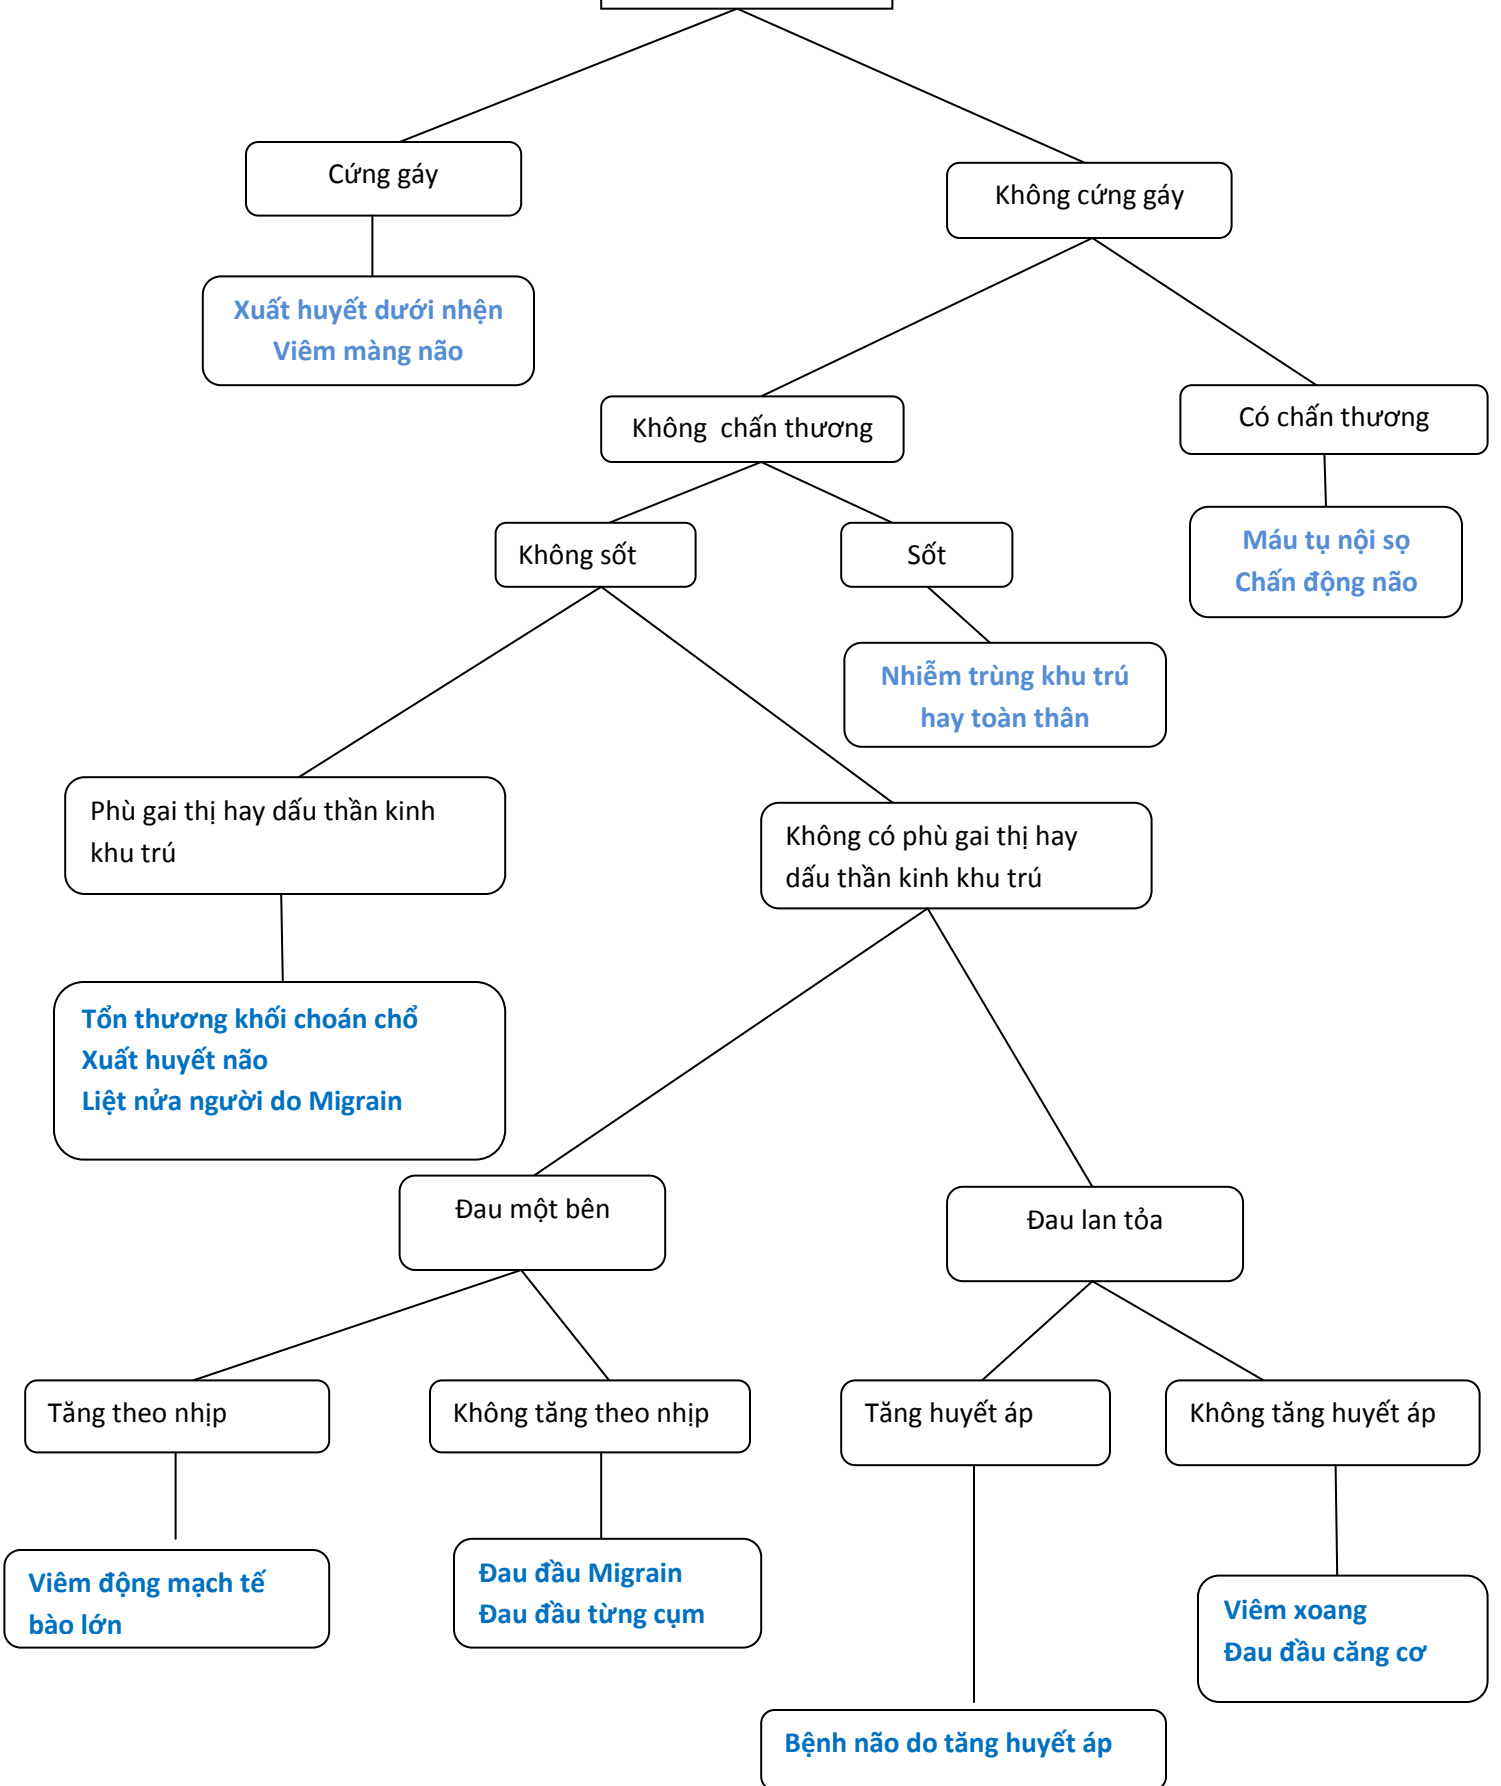 Cứng gáy
Không cứng gáy
Xuất huyết dưới nhện
Viêm màng não
Không chấn thương
Có chấn thương
Không sốt
Sốt
Máu tụ nội sọ
Chấn động não
Nhiễm trùng khu trú
hay toàn thân
Phù gai thị hay dấu thần kinh
khu trú
Không có phù gai thị hay
dấu thần kinh khu trú
Tổn thương khối choán chổ
Xuất huyết não
Liệt nửa người do Migrain
Đau một bên
Đau lan tỏa
Tăng theo nhịp
Không tăng theo nhịp
Tăng huyết áp
Không tăng huyết áp
Viêm động mạch tế
bào lớn
Đau đầu Migrain
Đau đầu từng cụm
Viêm xoang
Đau đầu căng cơ
Bệnh não do tăng huyết áp